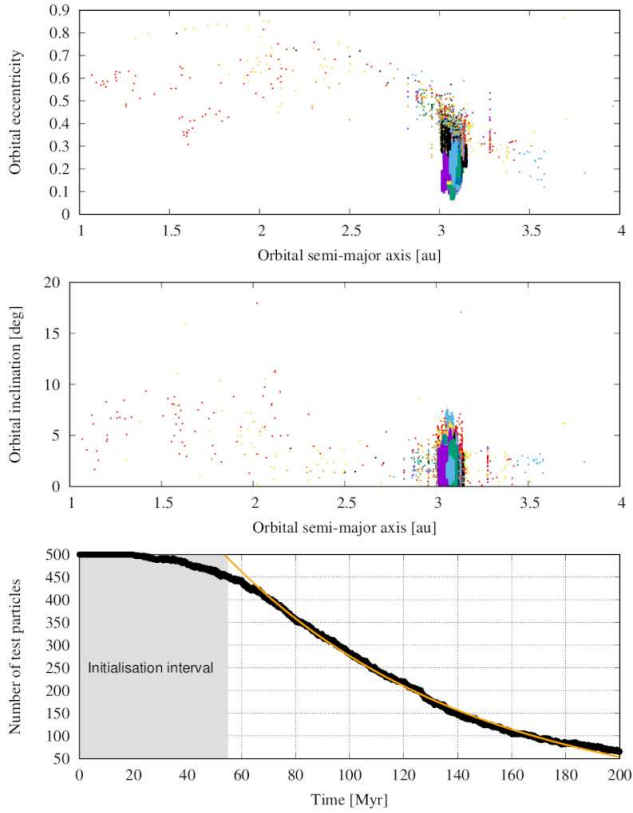 Orbital eccentricity
0.9
0.8
0.7
0.6
0.5
0.4
0.3
0.2
0.1
0
1 1.5 2 2.5 3 3.5 4
Orbital semi-major axis [au]
Orbital inclination [deg]
20
15
10
5
0
1 1.5 2 2.5 3 3.5 4
Orbital semi-major axis [au]
Number of test particles
500
450
400
350
300
250
200
150
100
50
Initialisation interval
0 20 40 60 80 100 120 140 160 180 200
Time [Myr]